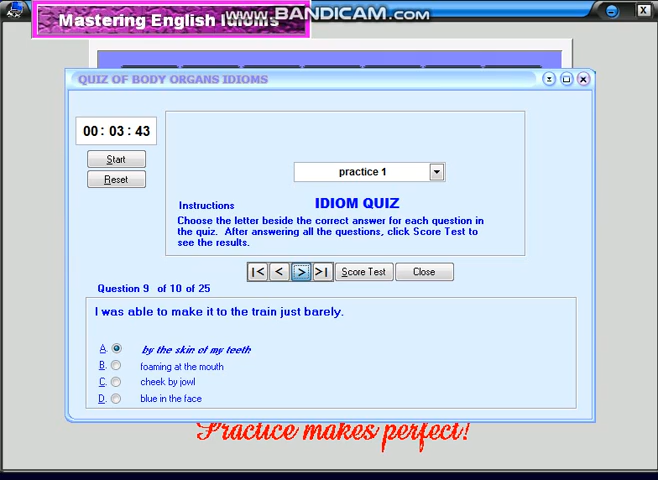 Mastering English Idioms
www.BANDICAM.com
QUIZ OF BODY ORGANS IDIOMS
00: 03: 43
Start
Reset
practice 1
Instructions
IDIOM QUIZ
Choose the letter beside the correct answer for each question in
the quiz. After answering all the questions, click Score Test to
see the results.
|< < > >| Score Test Close
Question 9 of 10 of 25
I was able to make it to the train just barely.
A. by the skin of my teeth
B. foaming at the mouth
C. cheek by jowl
D. blue in the face
Practice makes perfect!